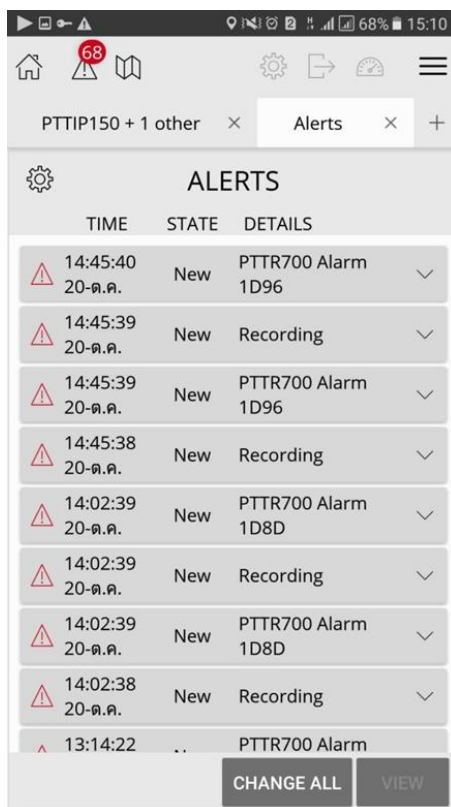 68% 15:10
68
PTTIP150 + 1 other × Alerts × +
ALERTS
TIME STATE DETAILS
14:45:40 New PTTR700 Alarm
20-ต.ค. 1D96
14:45:39 New Recording
20-ต.ค.
14:45:39 New PTTR700 Alarm
20-ต.ค. 1D96
14:45:38 New Recording
20-ต.ค.
14:02:39 New PTTR700 Alarm
20-ต.ค. 1D8D
14:02:39 New Recording
20-ต.ค.
14:02:39 New PTTR700 Alarm
20-ต.ค. 1D8D
14:02:38 New Recording
20-ต.ค.
13:14:22 PTTR700 Alarm
CHANGE ALL VIEW